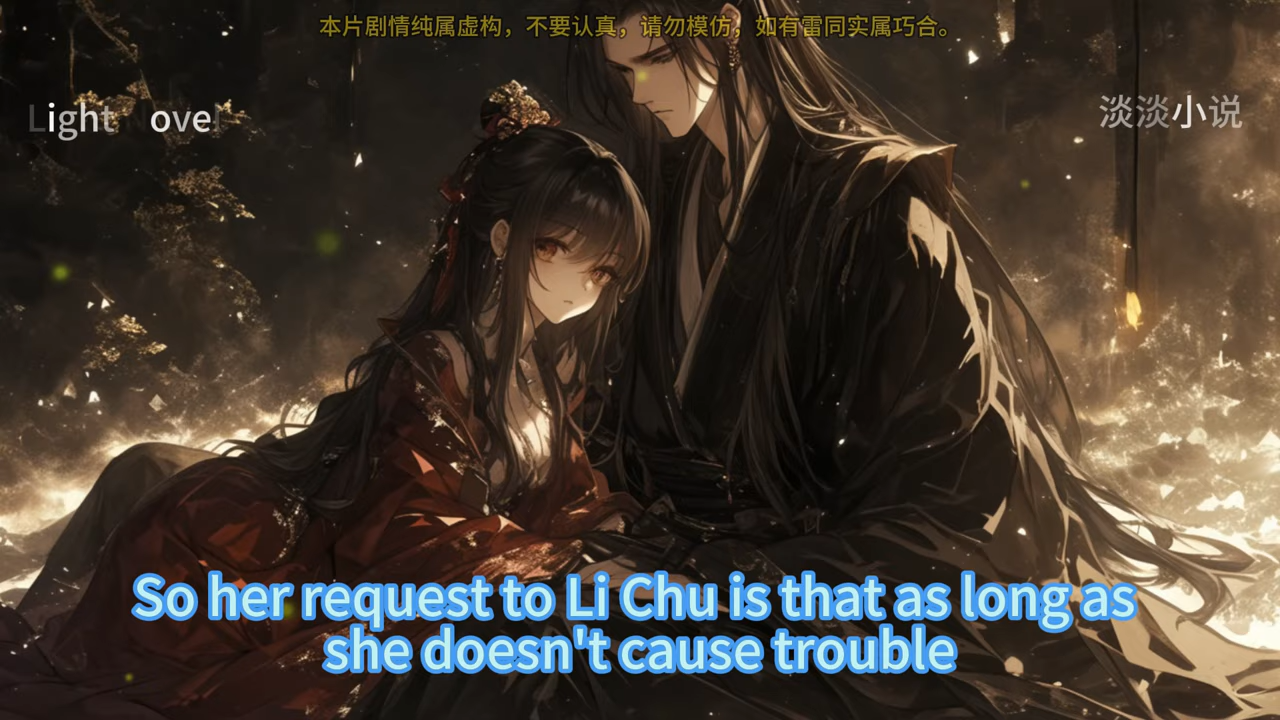 本片剧情纯属虚构，不要认真，请勿模仿，如有雷同实属巧合。
Light ovel
淡淡小说
So her request to Li Chu is that as long as
she doesn't cause trouble